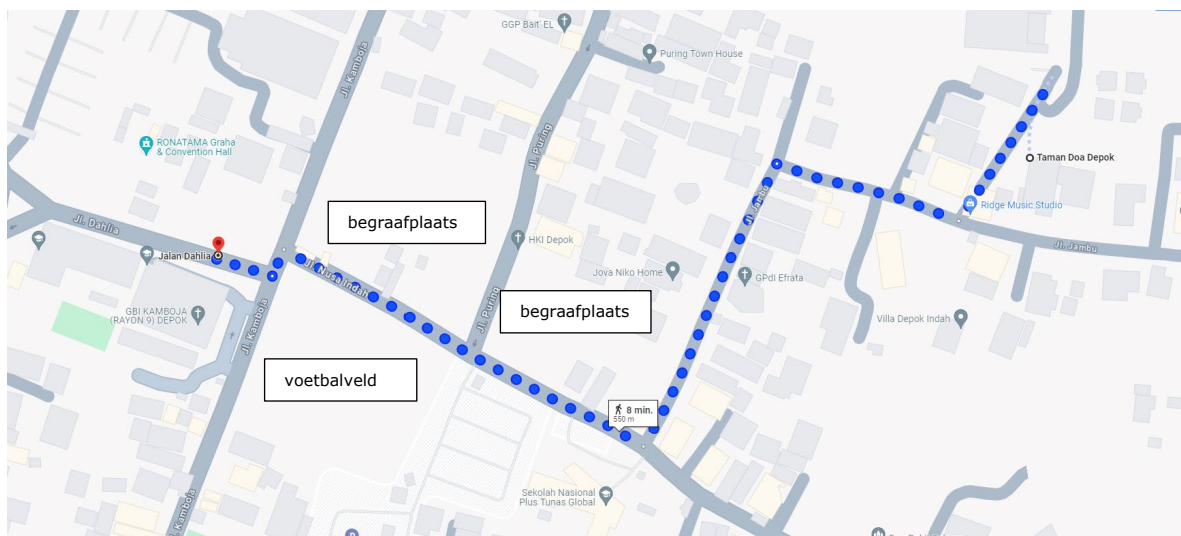 GGP Bait' EL
Puring Town House
Jl. Kamboja
RONATAMA Graha
& Convention Hall
Jl. Puring
Taman Doa Depok
Ridge Music Studio
begraafplaats
Jl. Dahlia
HKI Depok
Jl. Jambu
Jl. Jambu
Jalan Dahlia
Jl. Nusa Indah
Jova Niko Home
GPdI Efrata
GBI KAMBOJA
(RAYON 9) DEPOK
begraafplaats
Villa Depok Indah
Jl. Puring
Jl. Kamboja
voetbalveld
8 min.
550 m
Sekolah Nasional
Plus Tunas Global
Jl. Kamboja